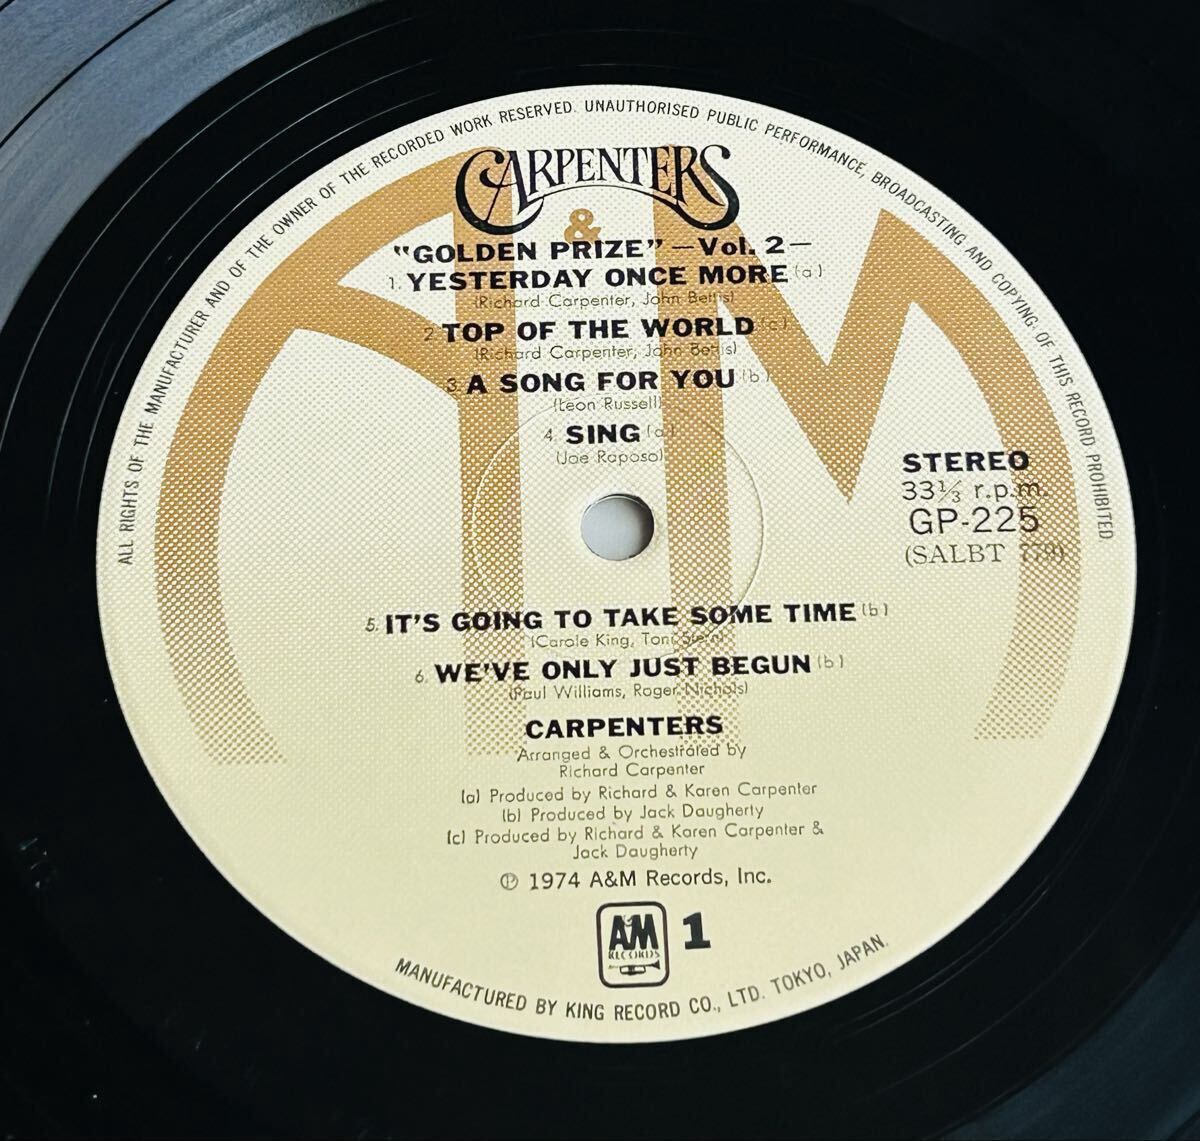 ALL RIGHTS OF THE MANUFACTURER AND OF THE OWNER OF THE RECORDED WORK RESERVED. UNAUTHORISED PUBLIC PERFORMANCE, BROADCASTING AND COPYING OF THIS RECORD PROHIBITED
CARPENTERS
&
"GOLDEN PRIZE" —Vol. 2—
1. YESTERDAY ONCE MORE (a)
(Richard Carpenter, John Bettis)
2. TOP OF THE WORLD (c)
(Richard Carpenter, John Bettis)
3. A SONG FOR YOU (b)
(Leon Russell)
4. SING (a)
(Joe Raposo)
STEREO
33⅓ r.p.m.
GP-225
(SALBT 779)
5. IT'S GOING TO TAKE SOME TIME (b)
(Carole King, Toni Stern)
6. WE'VE ONLY JUST BEGUN (b)
(Paul Williams, Roger Nichols)
CARPENTERS
Arranged & Orchestrated by
Richard Carpenter
(a) Produced by Richard & Karen Carpenter
(b) Produced by Jack Daugherty
(c) Produced by Richard & Karen Carpenter &
Jack Daugherty
Ⓟ 1974 A&M Records, Inc.
A&M
RECORDS
1
MANUFACTURED BY KING RECORD CO., LTD. TOKYO, JAPAN.